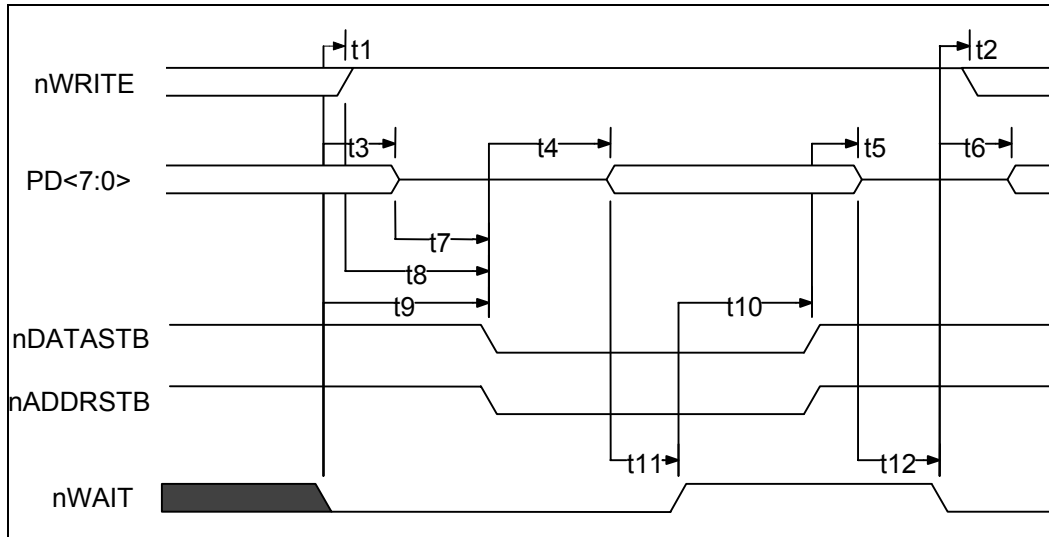 t1
t2
nWRITE
t3
t4
t5
t6
PD<7:0>
t7
t8
t9
t10
nDATASTB
nADDRSTB
t11
t12
nWAIT